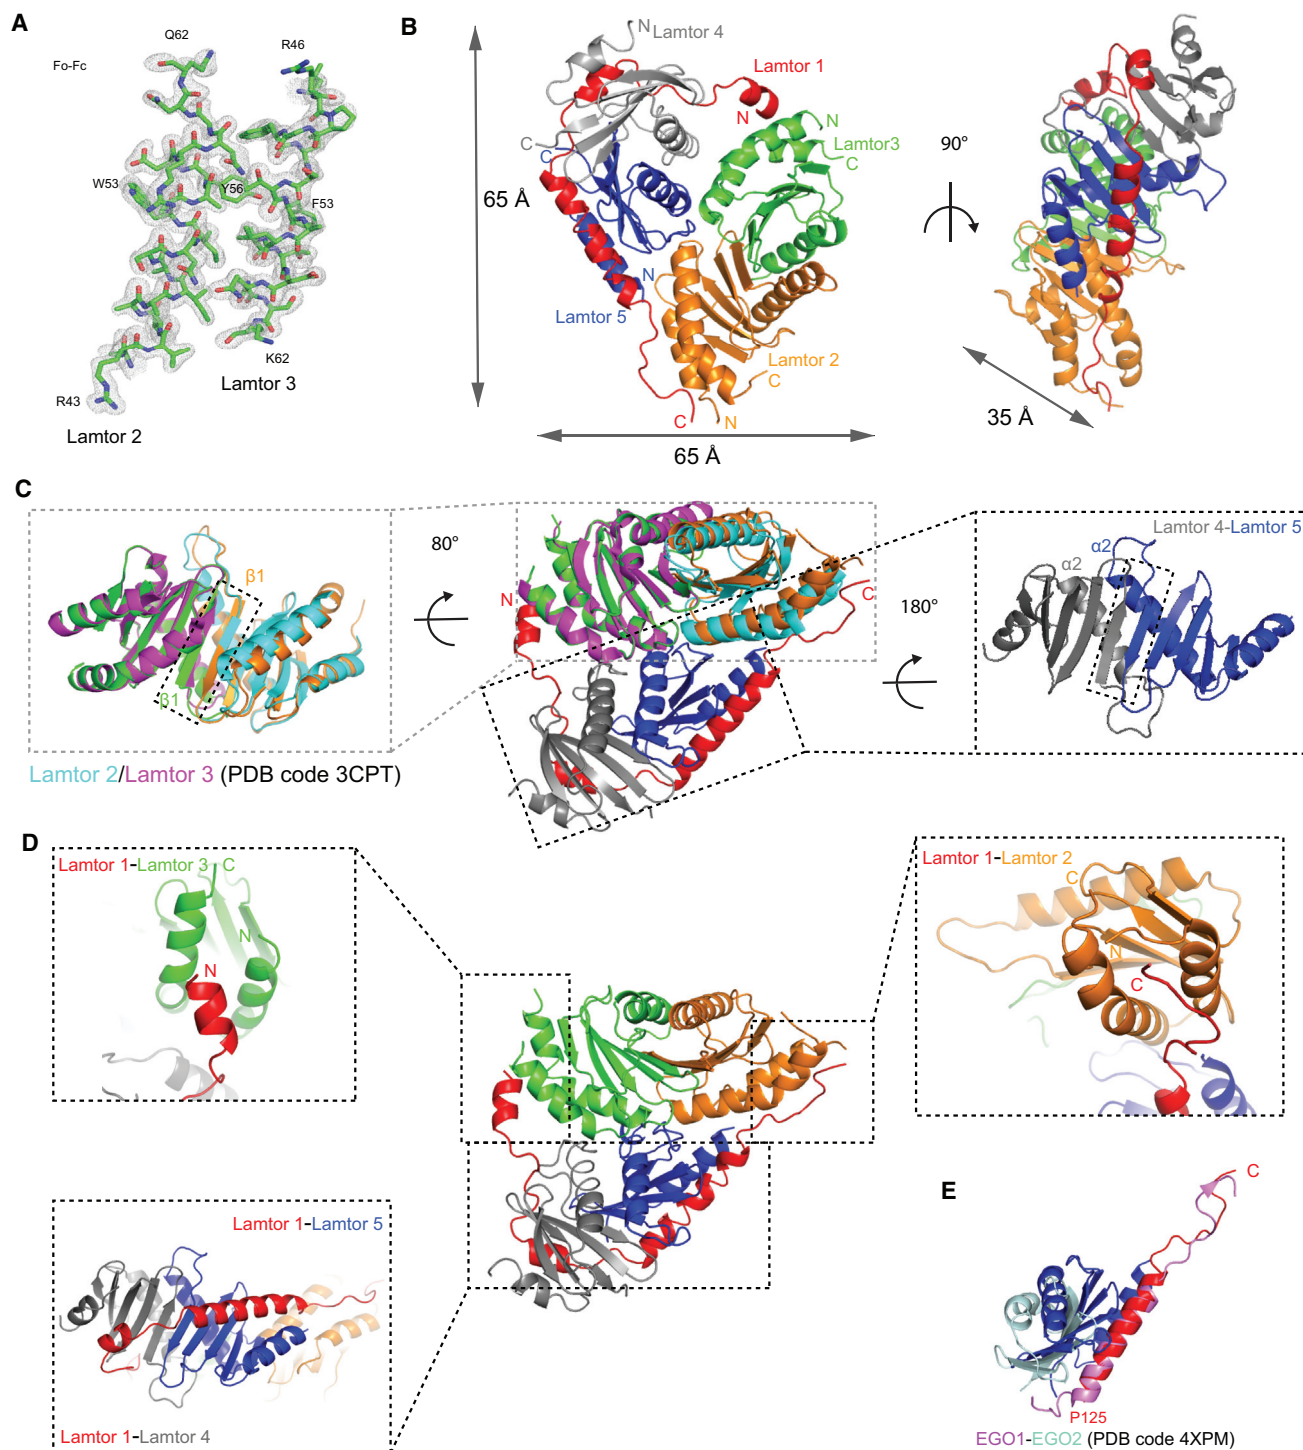 A
Q62
R46
Fo-Fc
W53
Y56
F53
K62
R43
Lamtor 3
Lamtor 2
B
N
Lamtor 4
Lamtor 1
N
N
Lamtor3
C
C
C
65 Å
N
Lamtor 5
Lamtor 2
C
C
N
65 Å
90°
35 Å
C
β1
β1
80°
N
C
180°
Lamtor 4-Lamtor 5
α2
α2
Lamtor 2/Lamtor 3 (PDB code 3CPT)
D
Lamtor 1-Lamtor 3
C
N
N
Lamtor 1-Lamtor 2
C
N
C
Lamtor 1-Lamtor 5
Lamtor 1-Lamtor 4
E
C
P125
EGO1-EGO2 (PDB code 4XPM)